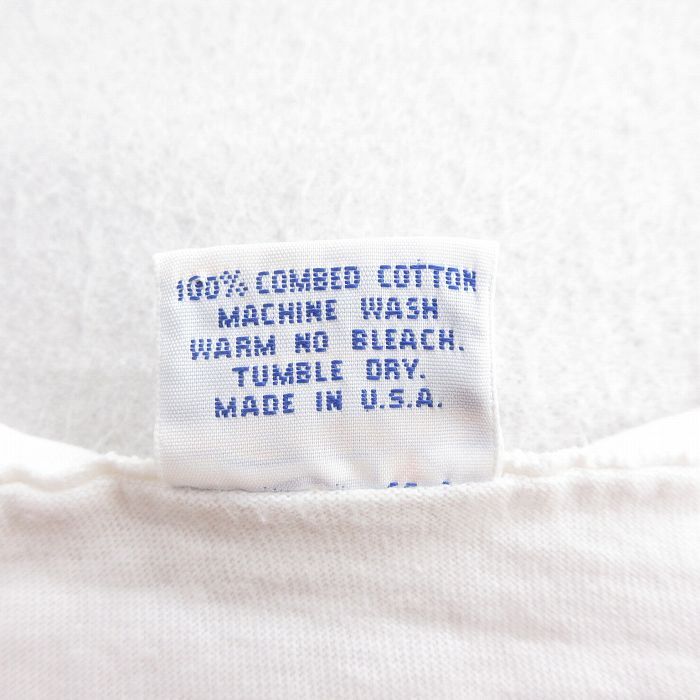 100% COMBED COTTON
MACHINE WASH
WARM NO BLEACH.
TUMBLE DRY.
MADE IN U.S.A.